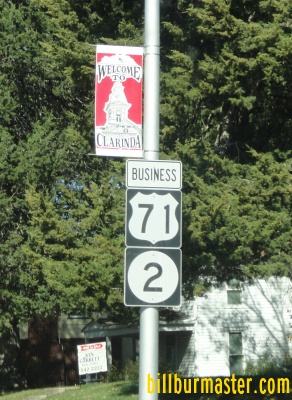 WELCOME
TO
CLARINDA
BUSINESS
71
2
billburmaster.com